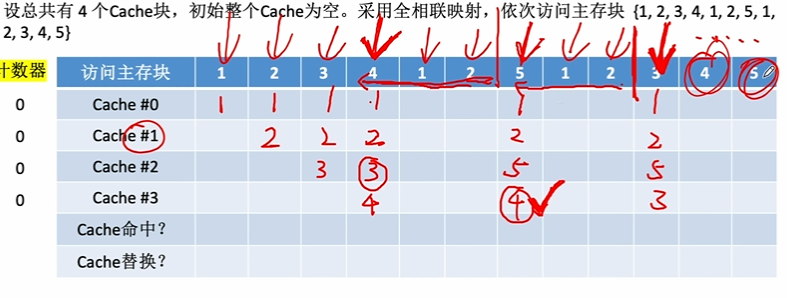 设总共有 4 个Cache块，初始整个Cache为空。采用全相联映射，依次访问主存块 {1, 2, 3, 4, 1, 2, 5, 1,
2, 3, 4, 5}
计数器 访问主存块 1 2 3 4 1 2 5 1 2 3 4 5
0 Cache #0 1 1 1 1 1 1
0 Cache #1 2 2 2 2 2
0 Cache #2 3 3 5 5
0 Cache #3 4 4 3
Cache命中？
Cache替换？